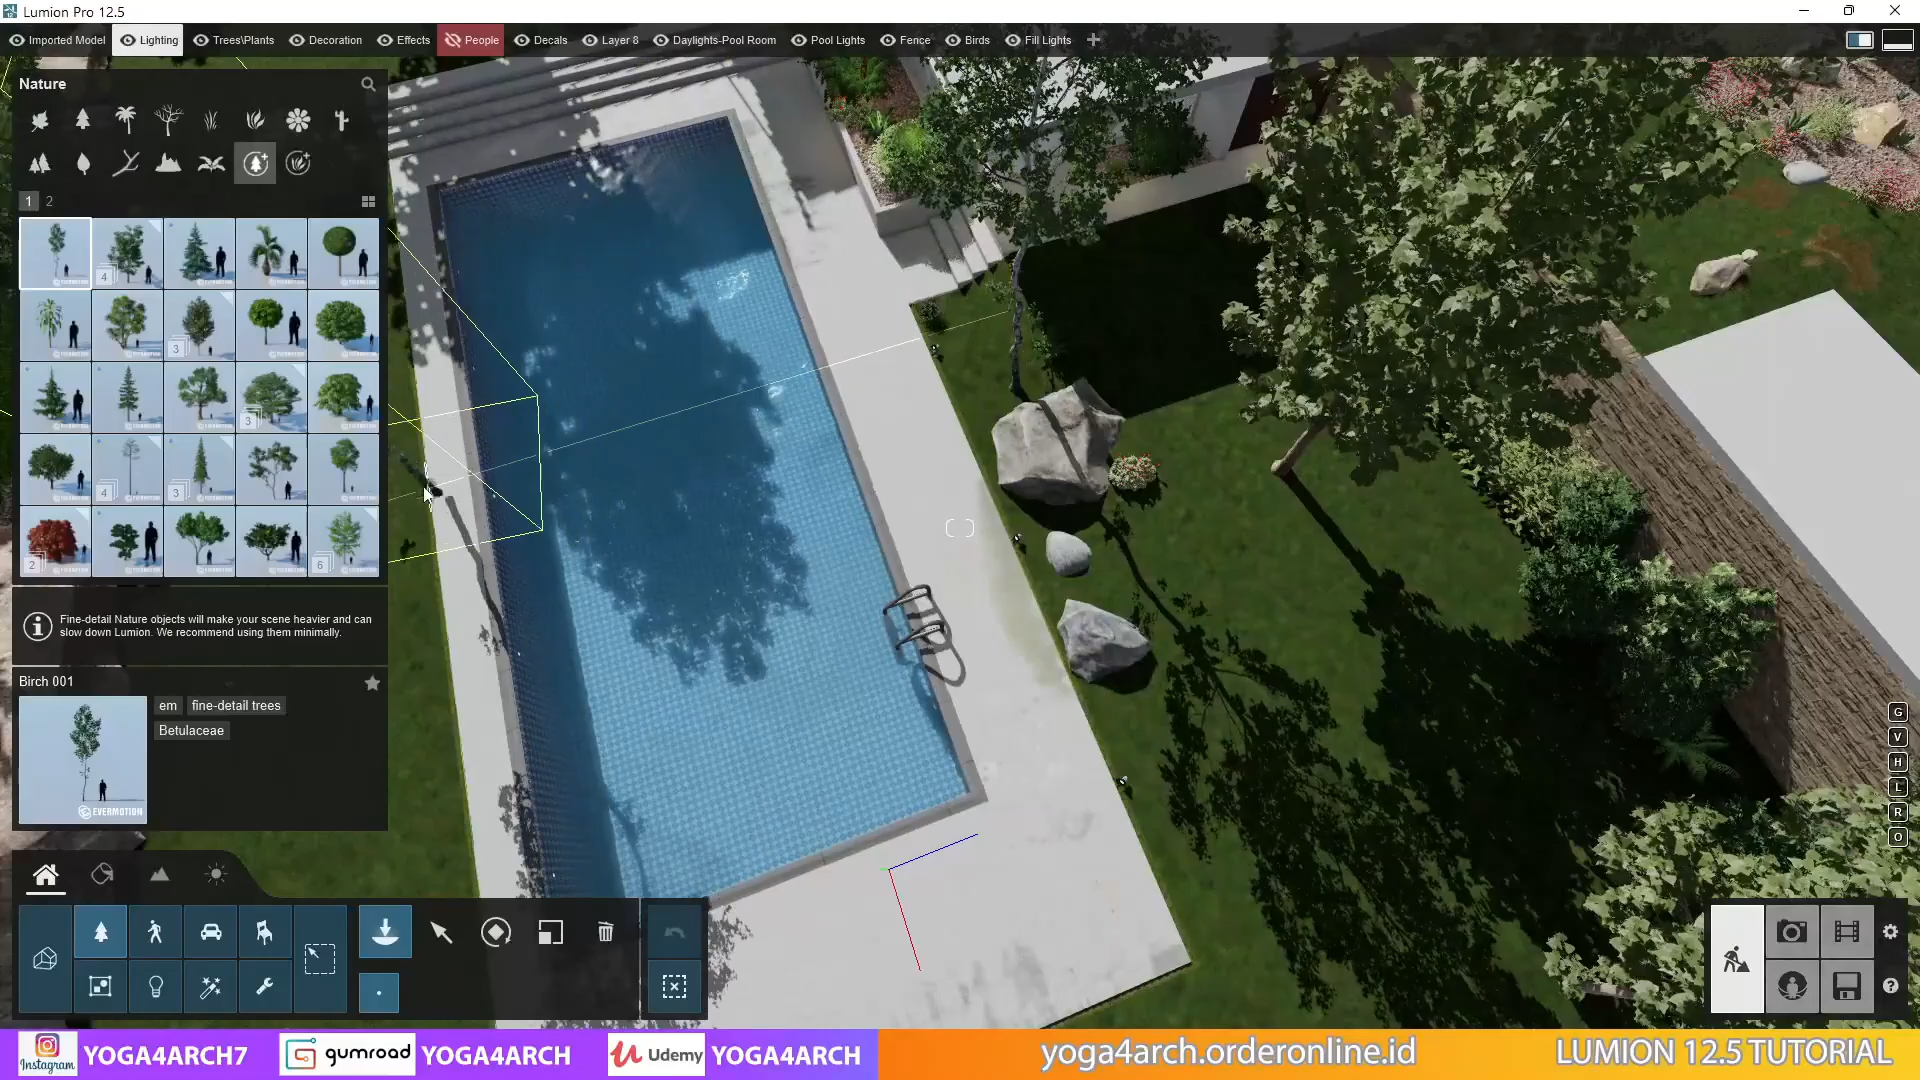 Lumion Pro 12.5
Imported Model Lighting Trees\Plants Decoration Effects People Decals Layer 8 Daylights-Pool Room Pool Lights Fence Birds Fill Lights
Nature
1 2
4
3
3
4 3
2 6
Fine-detail Nature objects will make your scene heavier and can
slow down Lumion. We recommend using them minimally.
Birch 001
em fine-detail trees
Betulaceae
EVERMOTION
G
V
H
L
R
O
Instagram YOGA4ARCH7 gumroad YOGA4ARCH Udemy YOGA4ARCH yoga4arch.orderonline.id LUMION 12.5 TUTORIAL